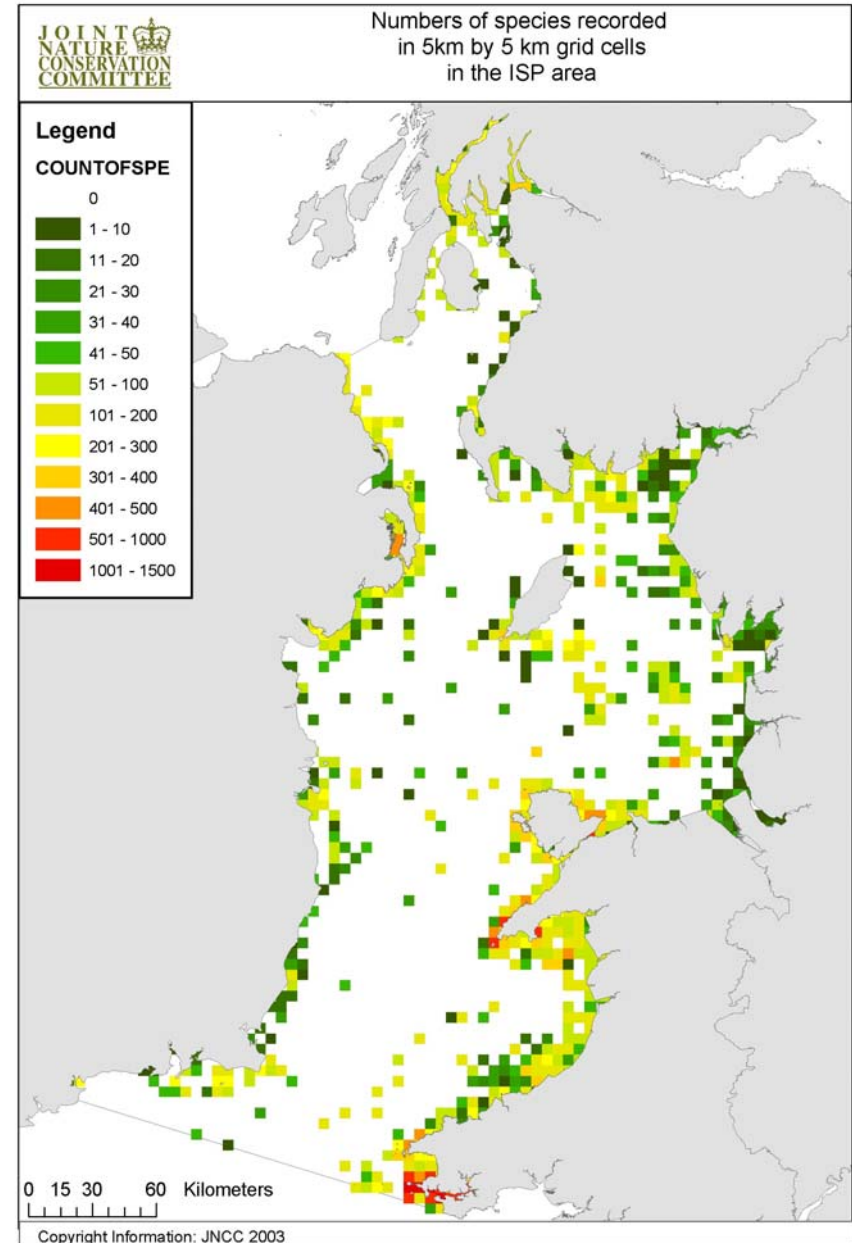 JOINT
NATURE
CONSERVATION
COMMITTEE
Numbers of species recorded
in 5km by 5 km grid cells
in the ISP area
Legend
COUNTOFSPE
0
1 - 10
11 - 20
21 - 30
31 - 40
41 - 50
51 - 100
101 - 200
201 - 300
301 - 400
401 - 500
501 - 1000
1001 - 1500
0 15 30 60 Kilometers
Copyright Information: JNCC 2003